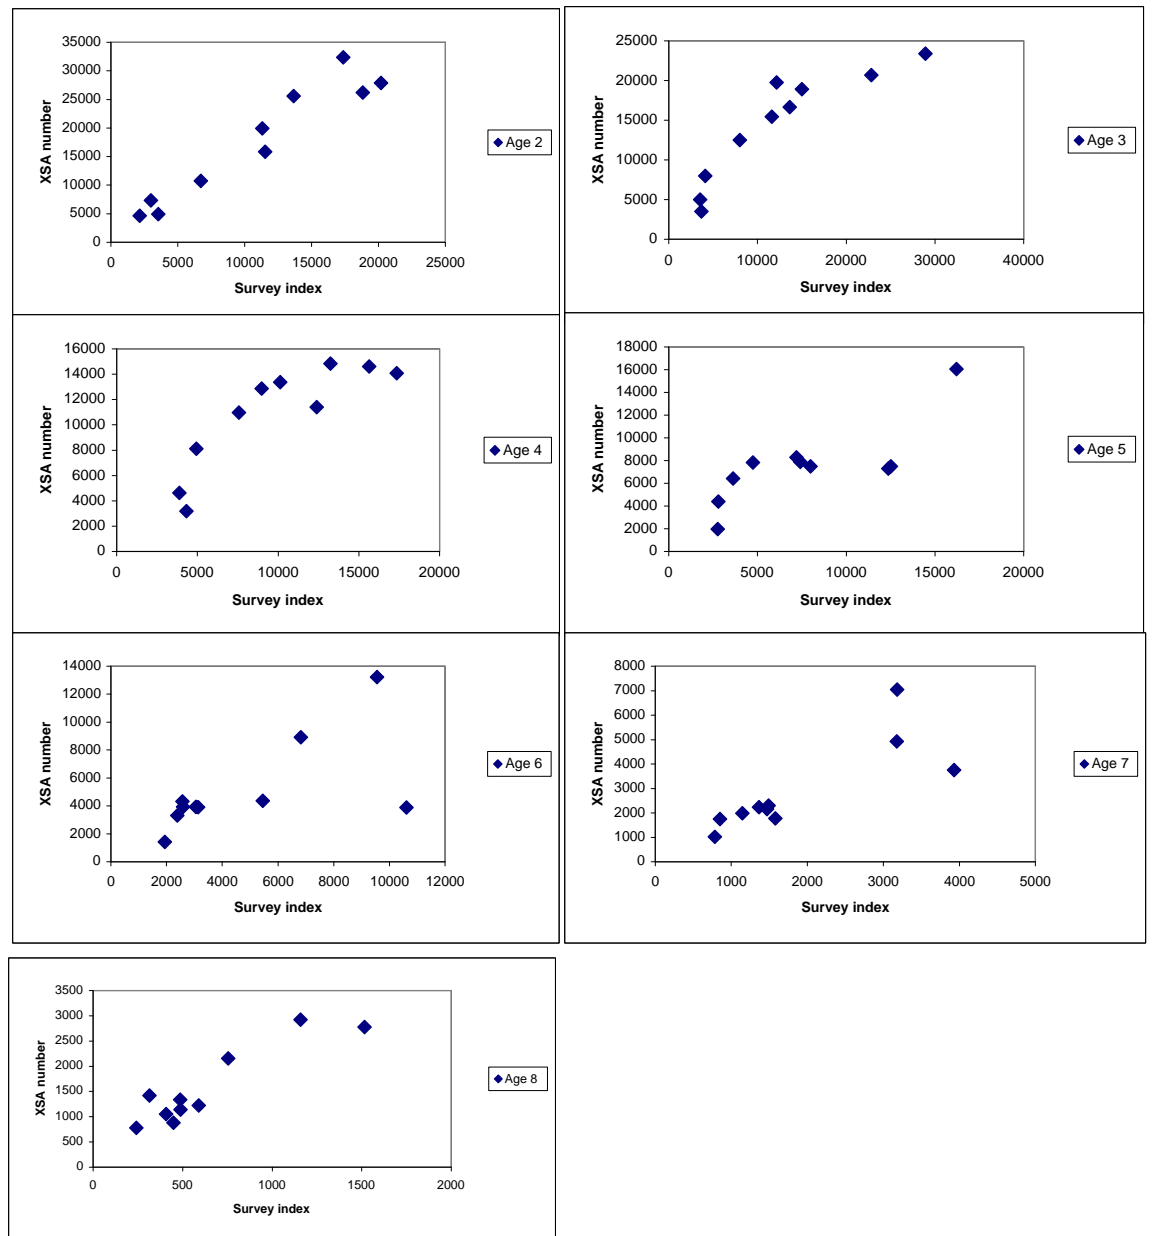 35000
30000
25000
20000
15000
10000
5000
0
XSA number
0 5000 10000 15000 20000 25000
Survey index
Age 2
25000
20000
15000
10000
5000
0
XSA number
0 10000 20000 30000 40000
Survey index
Age 3
16000
14000
12000
10000
8000
6000
4000
2000
0
XSA number
0 5000 10000 15000 20000
Survey index
Age 4
18000
16000
14000
12000
10000
8000
6000
4000
2000
0
XSA number
0 5000 10000 15000 20000
Survey index
Age 5
14000
12000
10000
8000
6000
4000
2000
0
XSA number
0 2000 4000 6000 8000 10000 12000
Survey index
Age 6
8000
7000
6000
5000
4000
3000
2000
1000
0
XSA number
0 1000 2000 3000 4000 5000
Survey index
Age 7
3500
3000
2500
2000
1500
1000
500
0
XSA number
0 500 1000 1500 2000
Survey index
Age 8